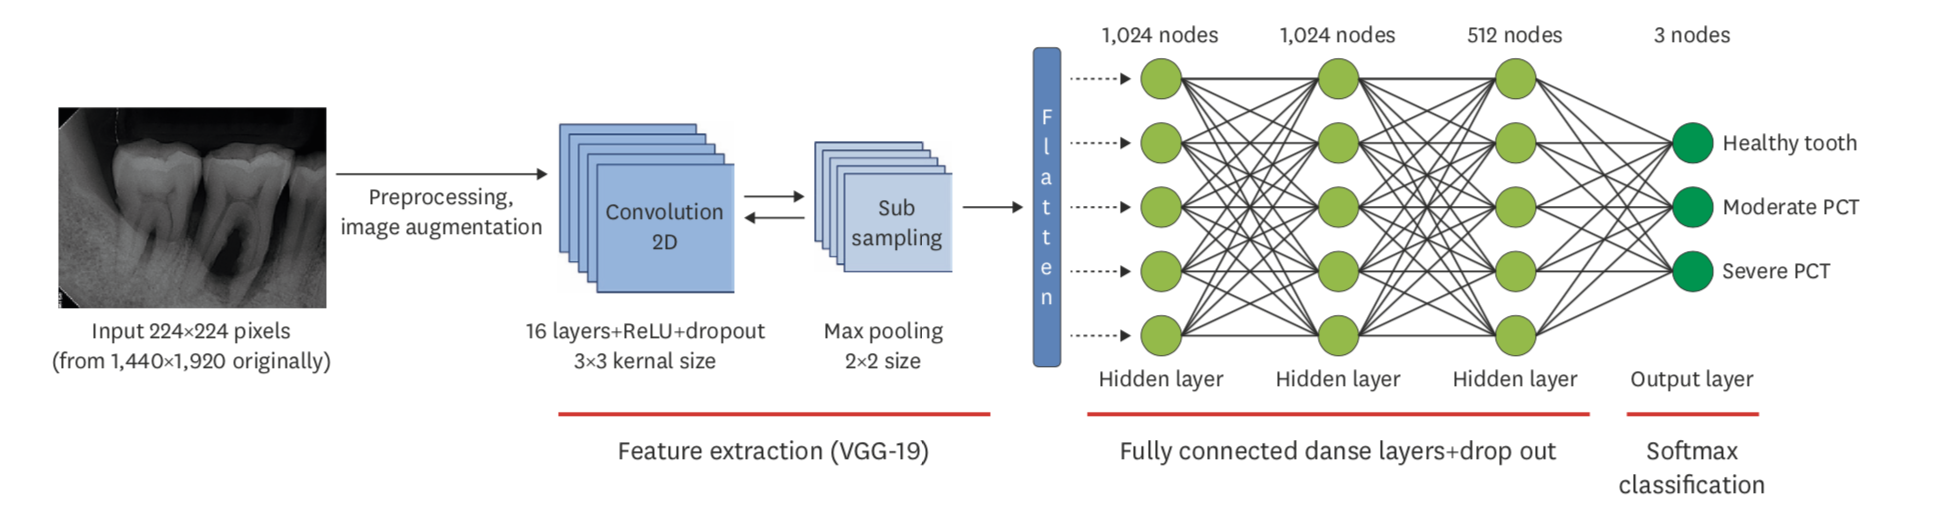 1,024 nodes
1,024 nodes
512 nodes
3 nodes
Flatten
Healthy tooth
Moderate PCT
Severe PCT
Preprocessing,
image augmentation
Convolution
2D
Sub
sampling
Input 224×224 pixels
(from 1,440×1,920 originally)
16 layers+ReLU+dropout
3×3 kernal size
Max pooling
2×2 size
Hidden layer
Hidden layer
Hidden layer
Output layer
Feature extraction (VGG-19)
Fully connected danse layers+drop out
Softmax
classification